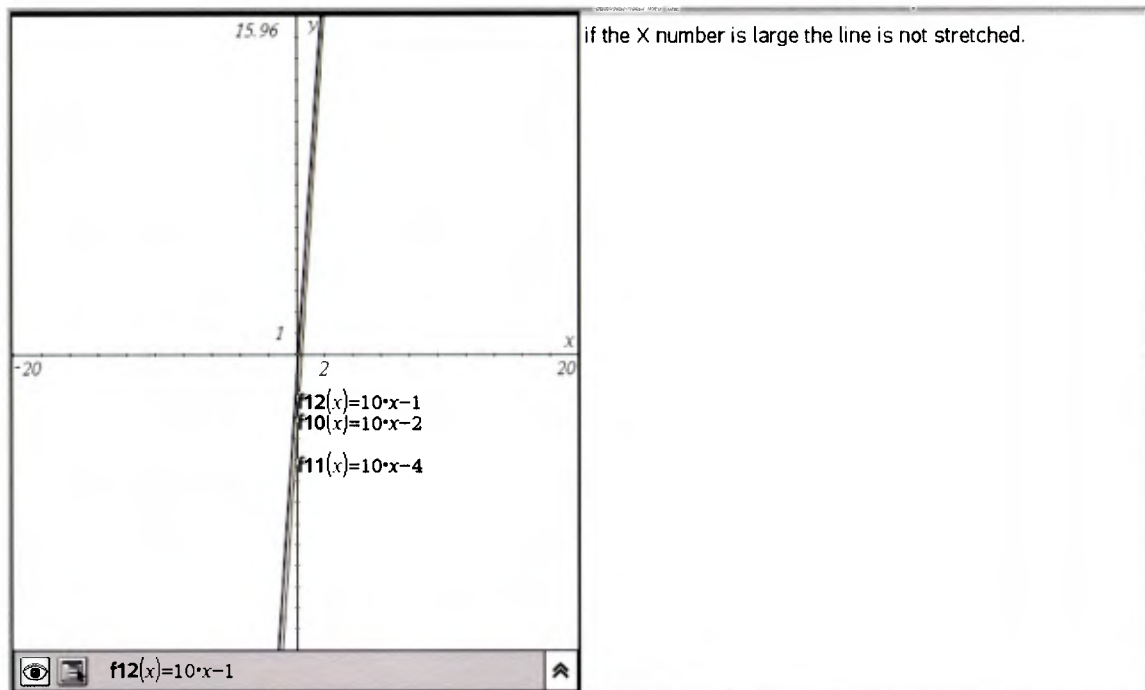 15.96 y
if the X number is large the line is not stretched.
1
x
-20 2 20
f12(x)=10•x-1
f10(x)=10•x-2
f11(x)=10•x-4
f12(x)=10•x-1